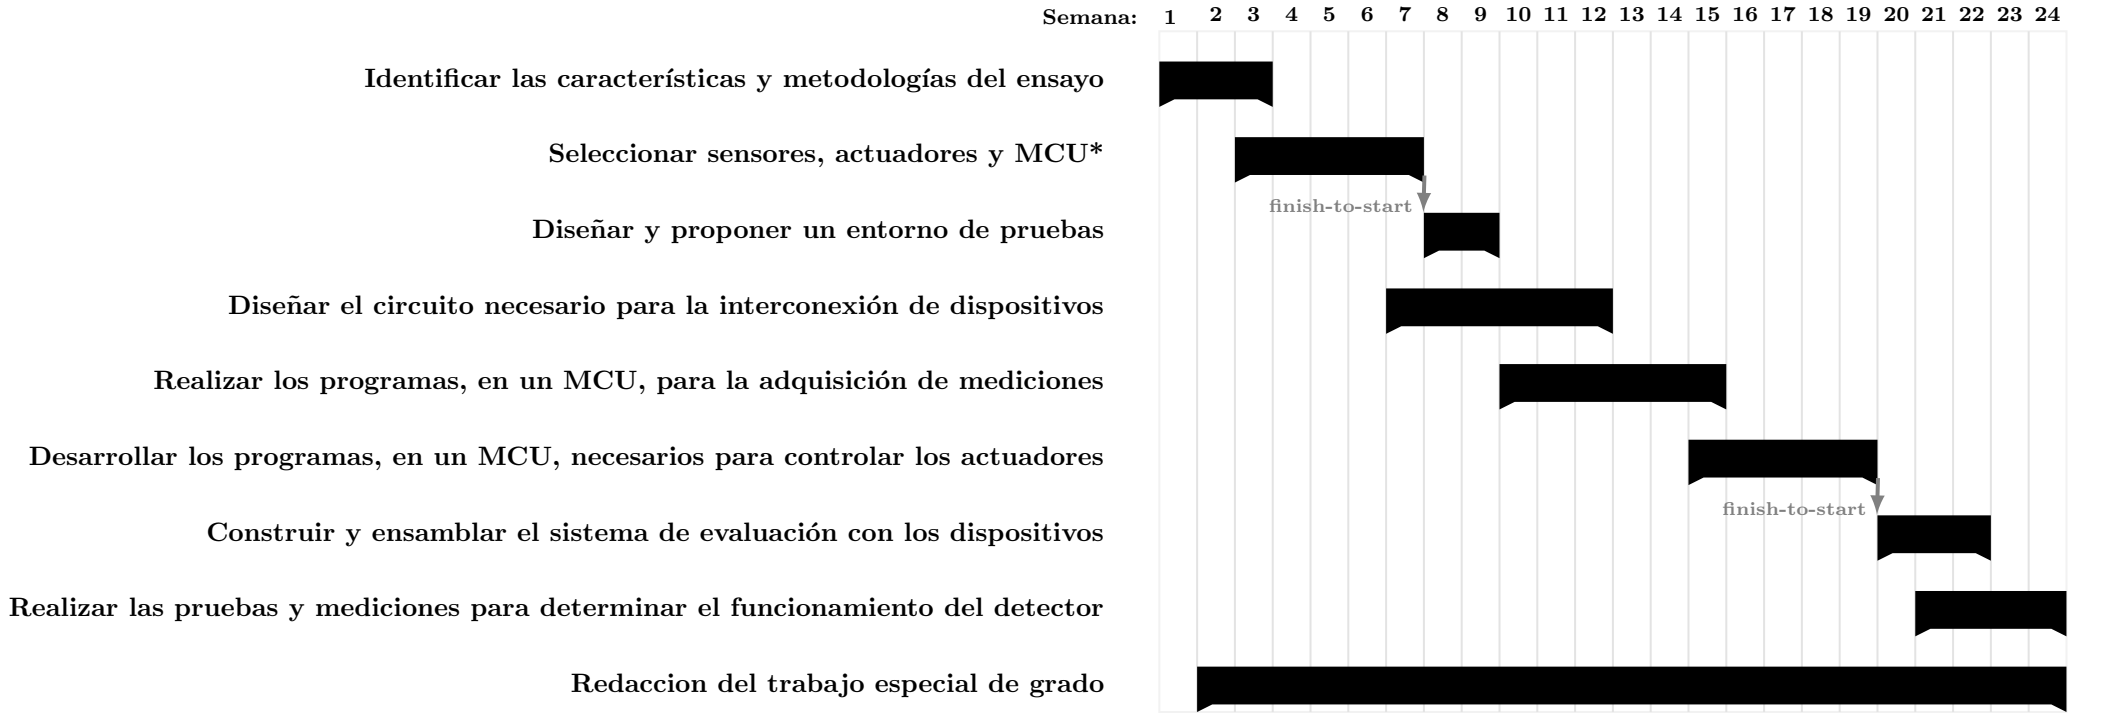 Semana: 1 2 3 4 5 6 7 8 9 10 11 12 13 14 15 16 17 18 19 20 21 22 23 24
Identificar las características y metodologías del ensayo
Seleccionar sensores, actuadores y MCU*
finish-to-start
Diseñar y proponer un entorno de pruebas
Diseñar el circuito necesario para la interconexión de dispositivos
Realizar los programas, en un MCU, para la adquisición de mediciones
Desarrollar los programas, en un MCU, necesarios para controlar los actuadores
finish-to-start
Construir y ensamblar el sistema de evaluación con los dispositivos
Realizar las pruebas y mediciones para determinar el funcionamiento del detector
Redaccion del trabajo especial de grado